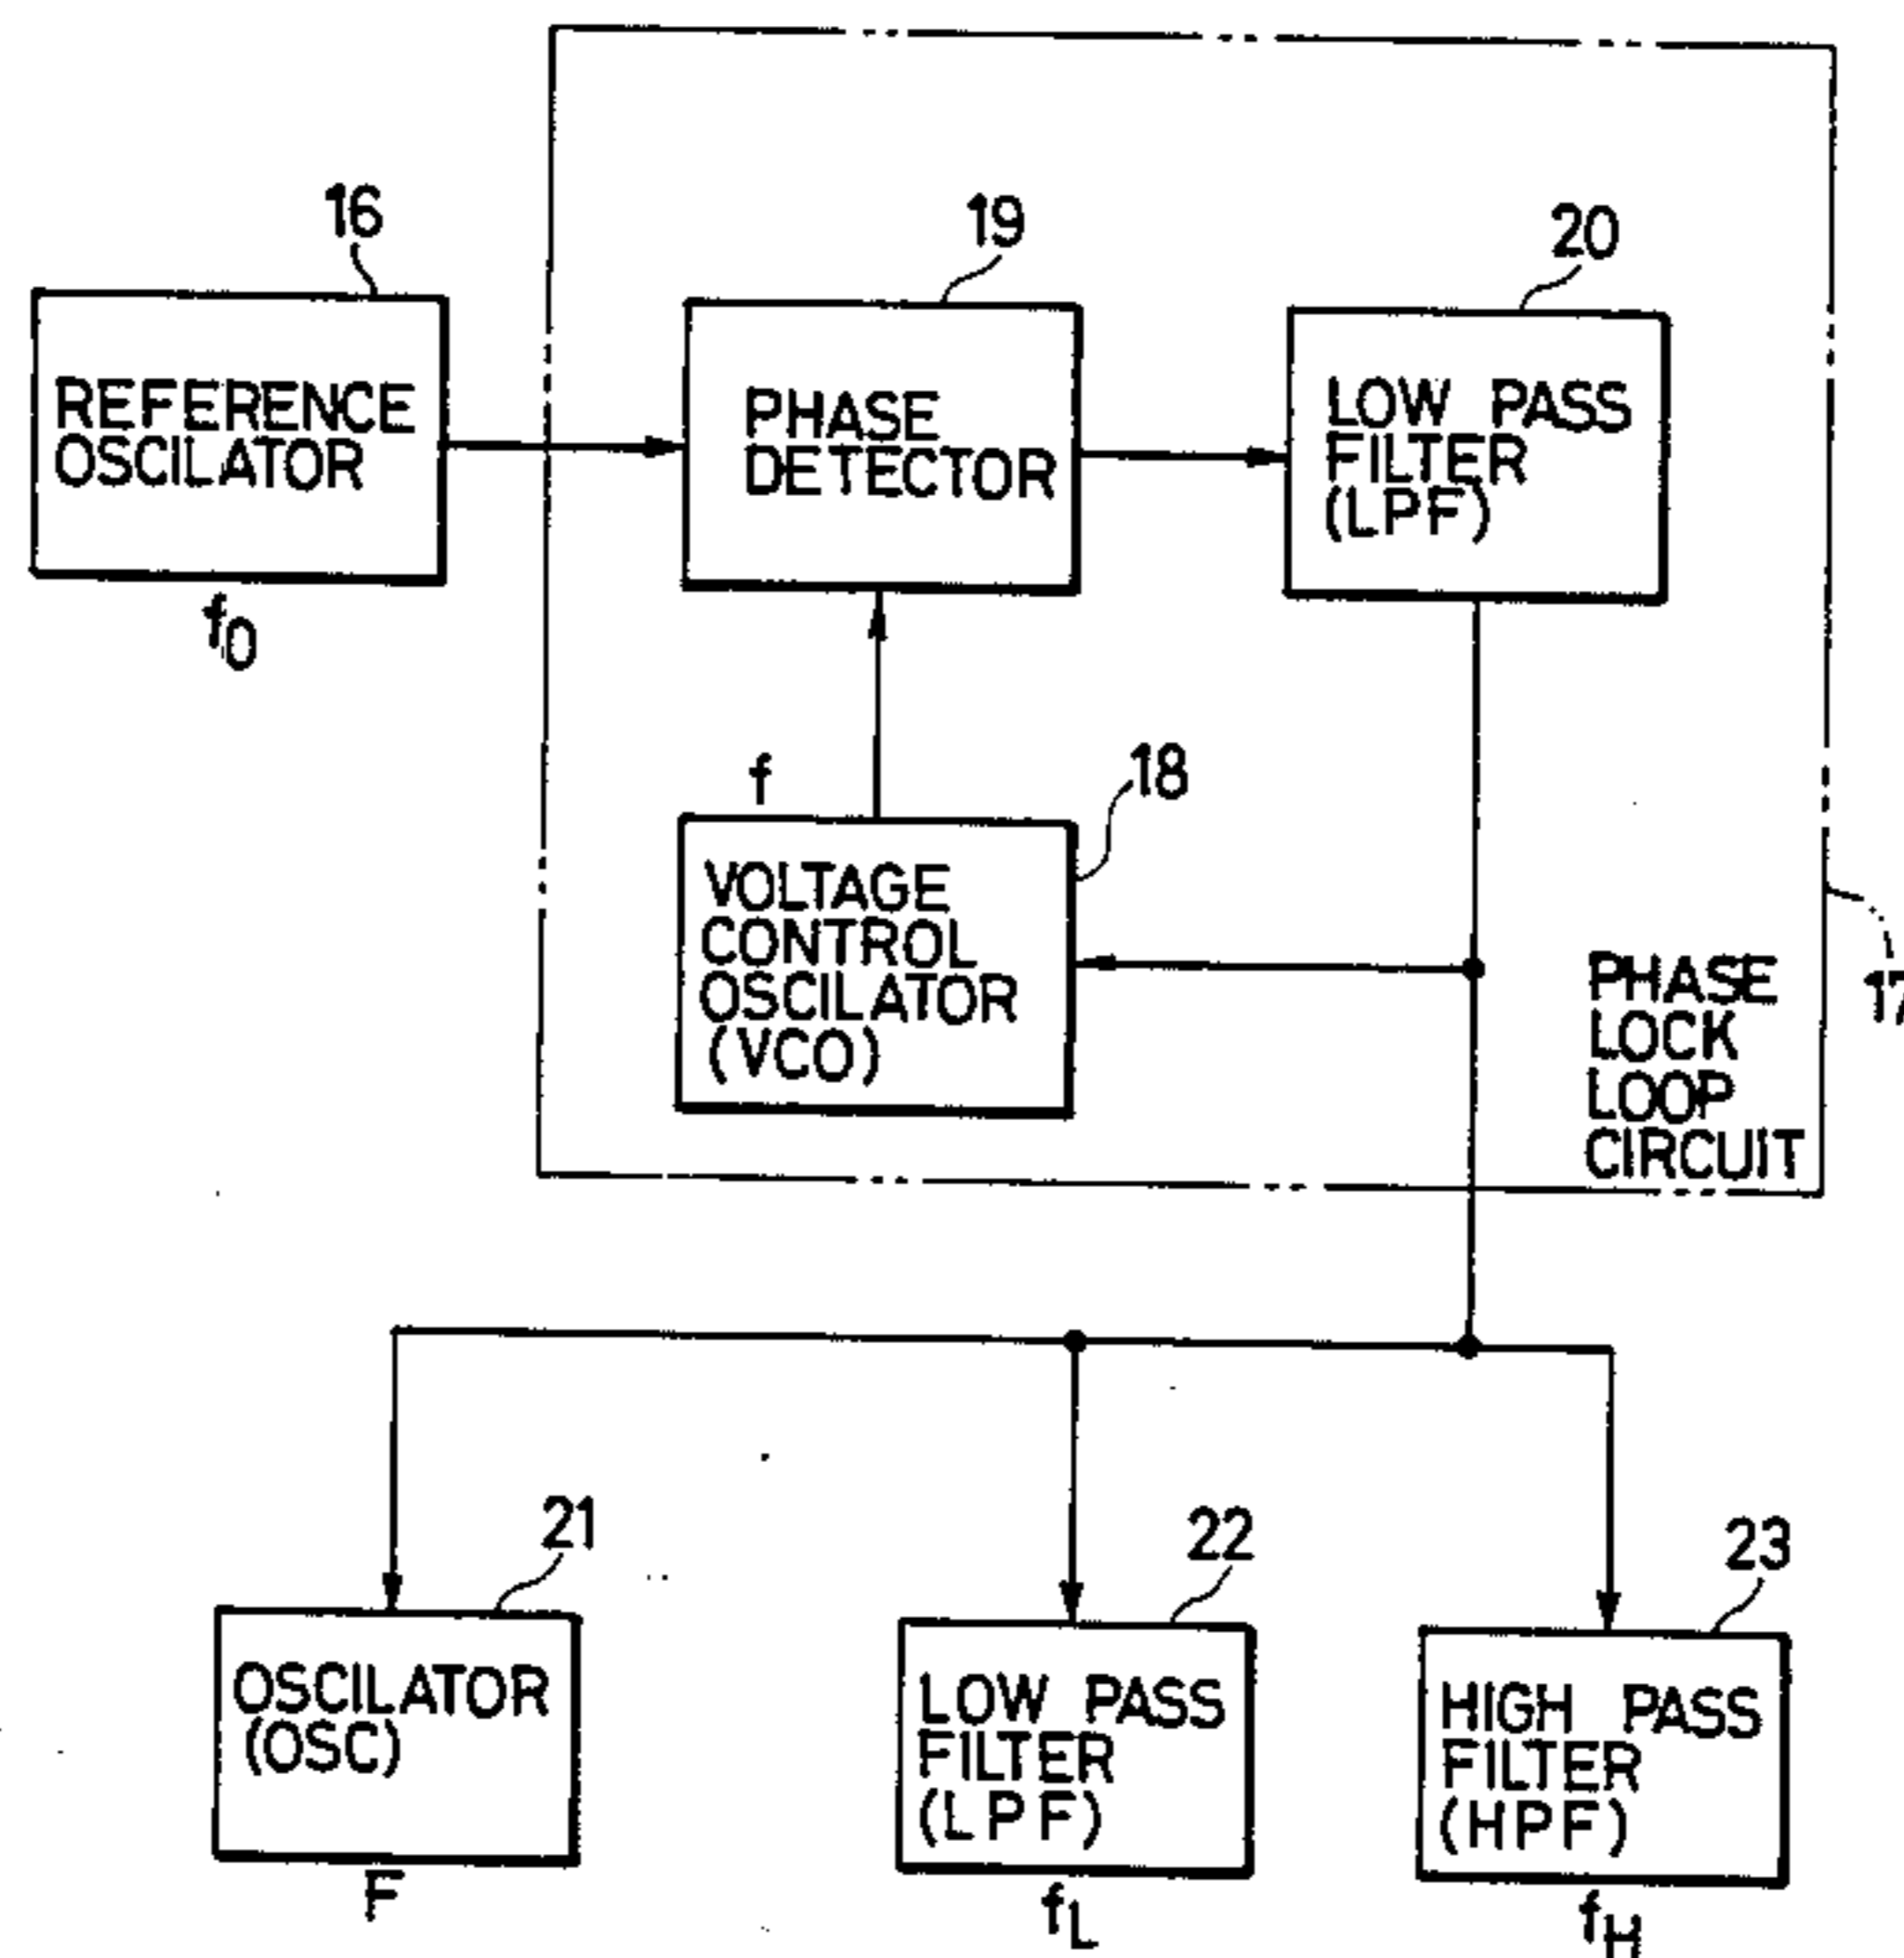 16
REFERENCE
OSCILATOR
f0
19
PHASE
DETECTOR
20
LOW PASS
FILTER
(LPF)
f
18
VOLTAGE
CONTROL
OSCILATOR
(VCO)
PHASE
LOCK
LOOP
CIRCUIT
17
21
OSCILATOR
(OSC)
F
22
LOW PASS
FILTER
(LPF)
fL
23
HIGH PASS
FILTER
(HPF)
fH